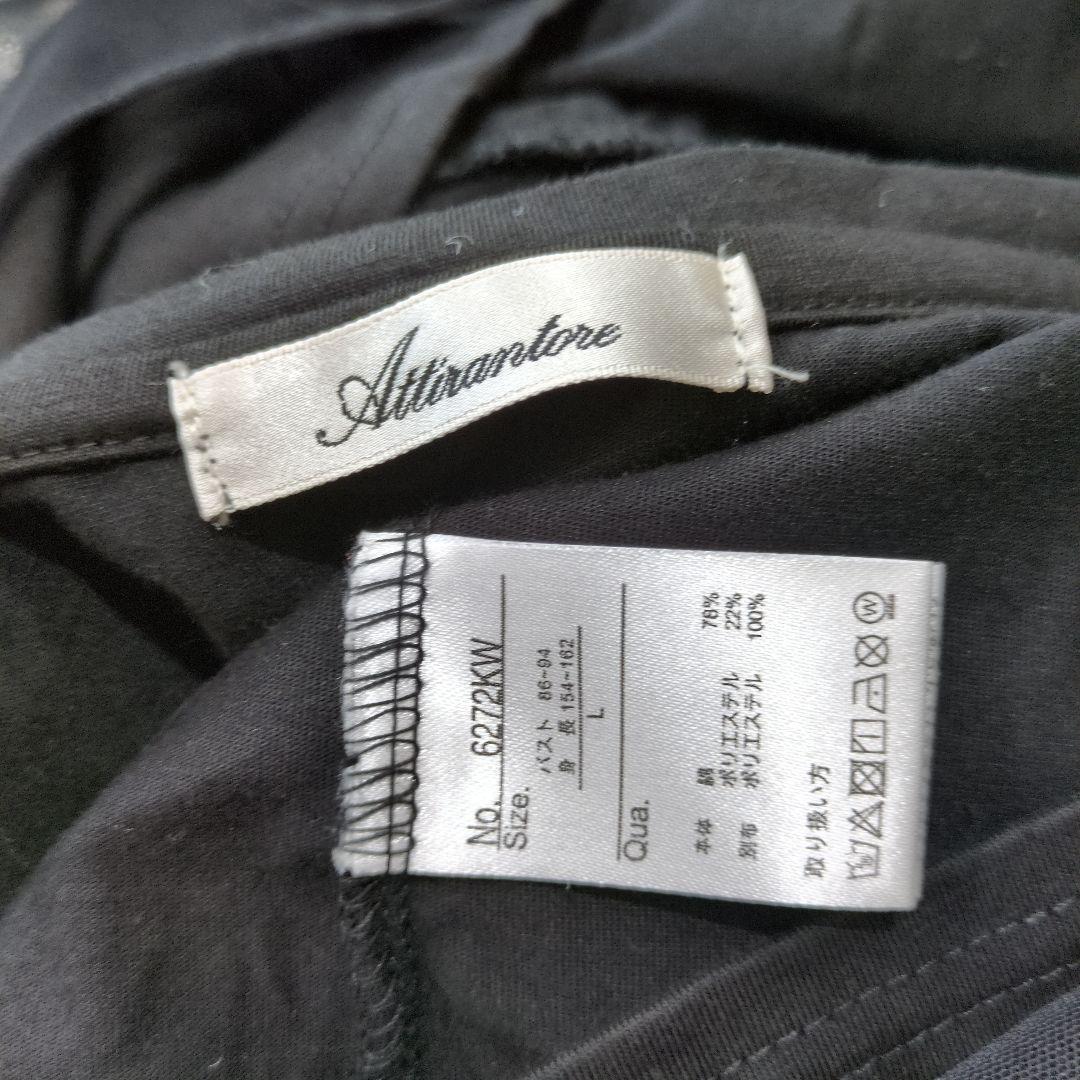 Attirantore
No. 6272KW
Size.
バスト 86~94
身 長 154~162
L
Qua.
本体 綿 78%
ポリエステル 22%
別布 ポリエステル 100%
取り扱い方
W